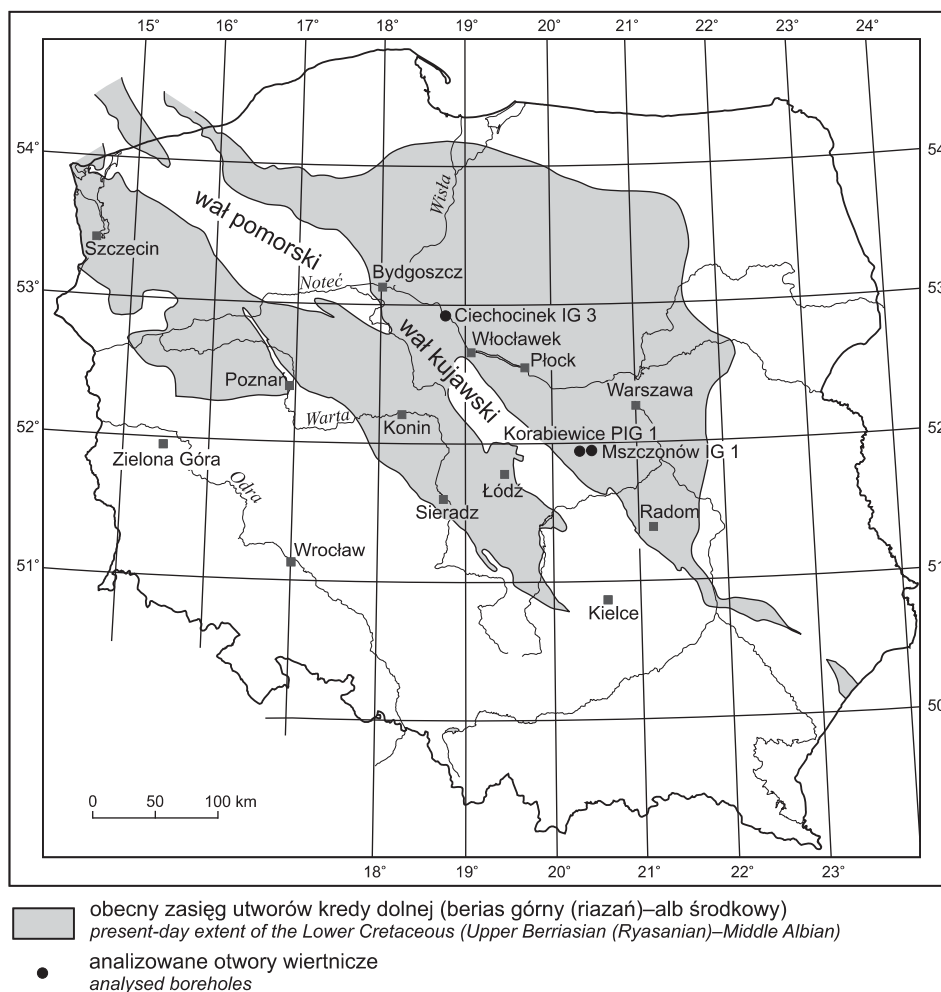 15° 16° 17° 18° 19° 20° 21° 22° 23° 24°
54° 54
wał pomorski
Wisła
Szczecin
Bydgoszcz
Noteć
53° 53
Ciechocinek IG 3
wał kujawski
Włocławek
Płock
Poznań
Warszawa
Warta
Konin
52° 52
Korabiewice PIG 1
Mszczonów IG 1
Zielona Góra
Odra
Łódź
Sieradz
Radom
Wrocław
51° 51
Kielce
50
0 50 100 km
18° 19° 20° 21° 22° 23°
obecny zasięg utworów kredy dolnej (berias górny (riazań)–alb środkowy)
present-day extent of the Lower Cretaceous (Upper Berriasian (Ryasanian)–Middle Albian)
analizowane otwory wiertnicze
analysed boreholes